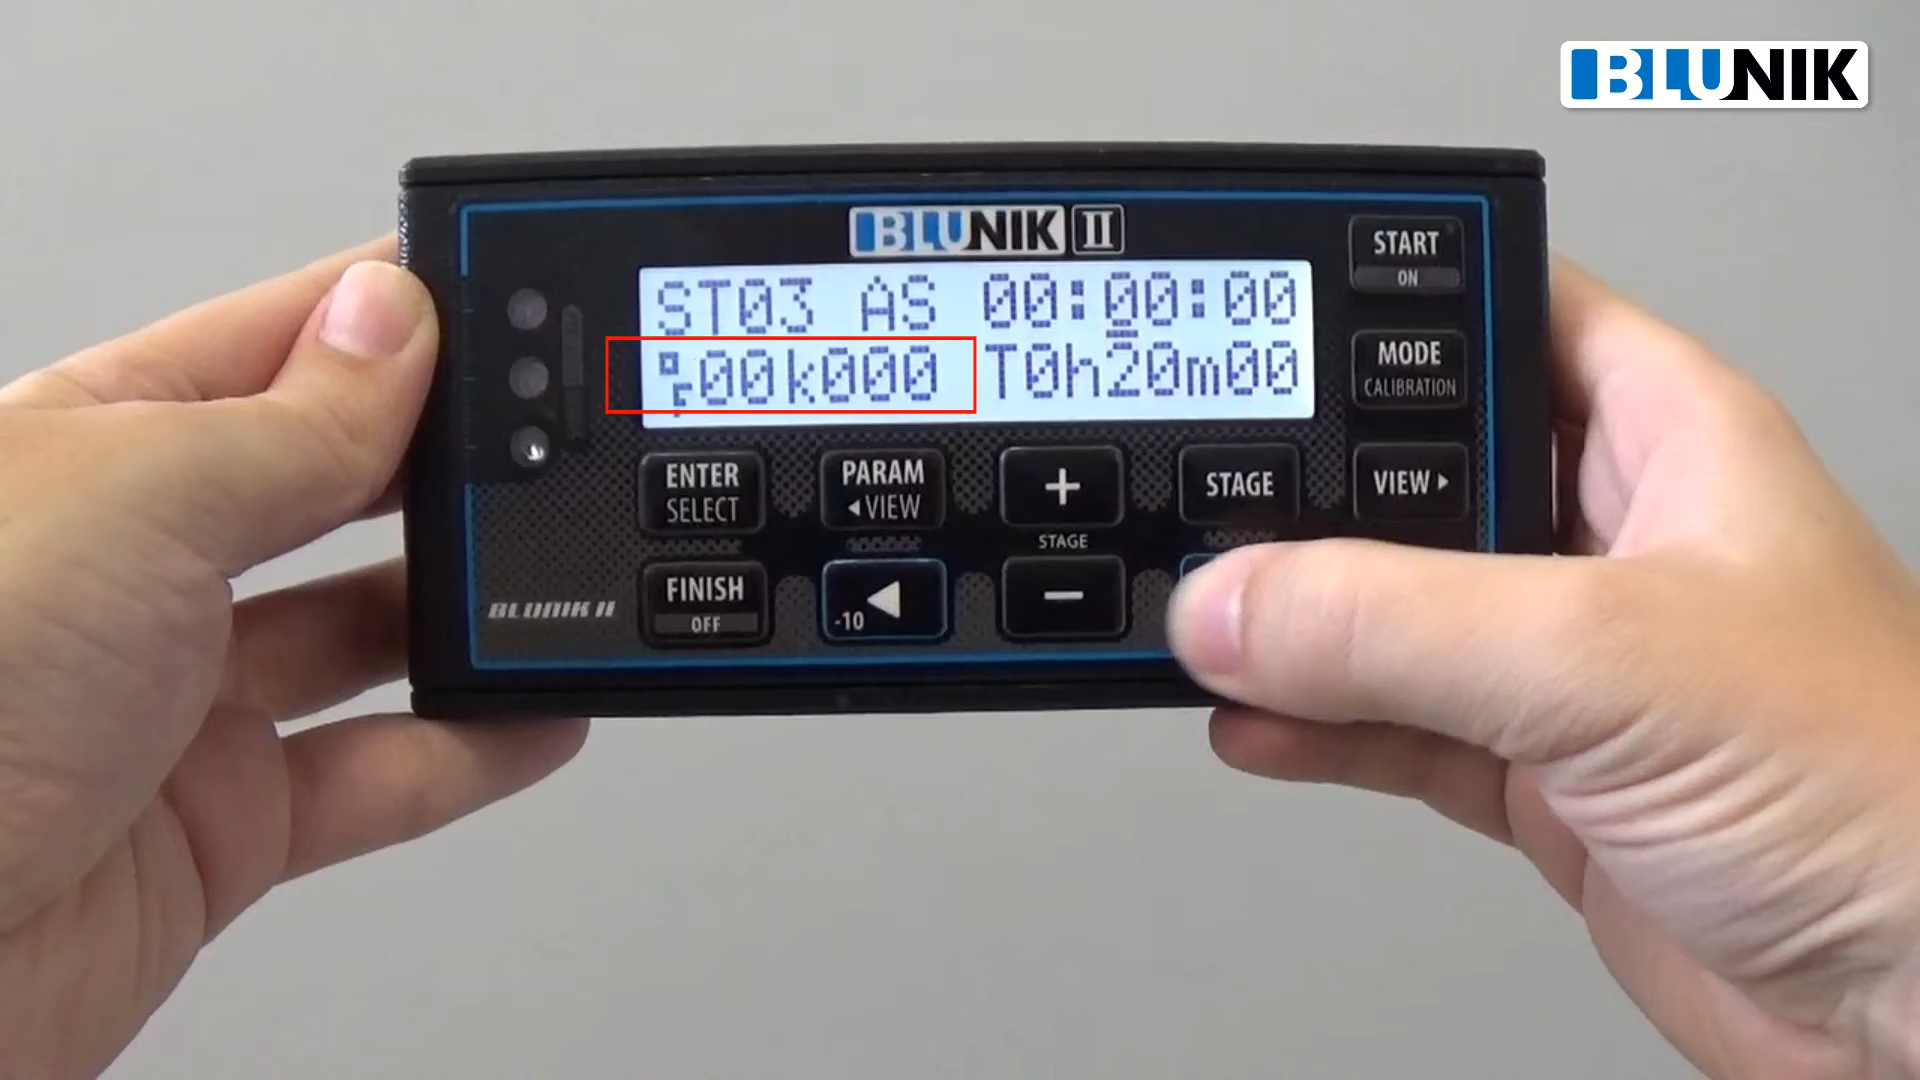 BLUNIK
BLUNIK II
START
ON
ST03 AS 00:00:00
00k000 T0h20m00
MODE
CALIBRATION
ENTER
SELECT
PARAM
◄VIEW
+
STAGE
VIEW►
STAGE
FINISH
OFF
-10 ◄
−
BLUNIK II